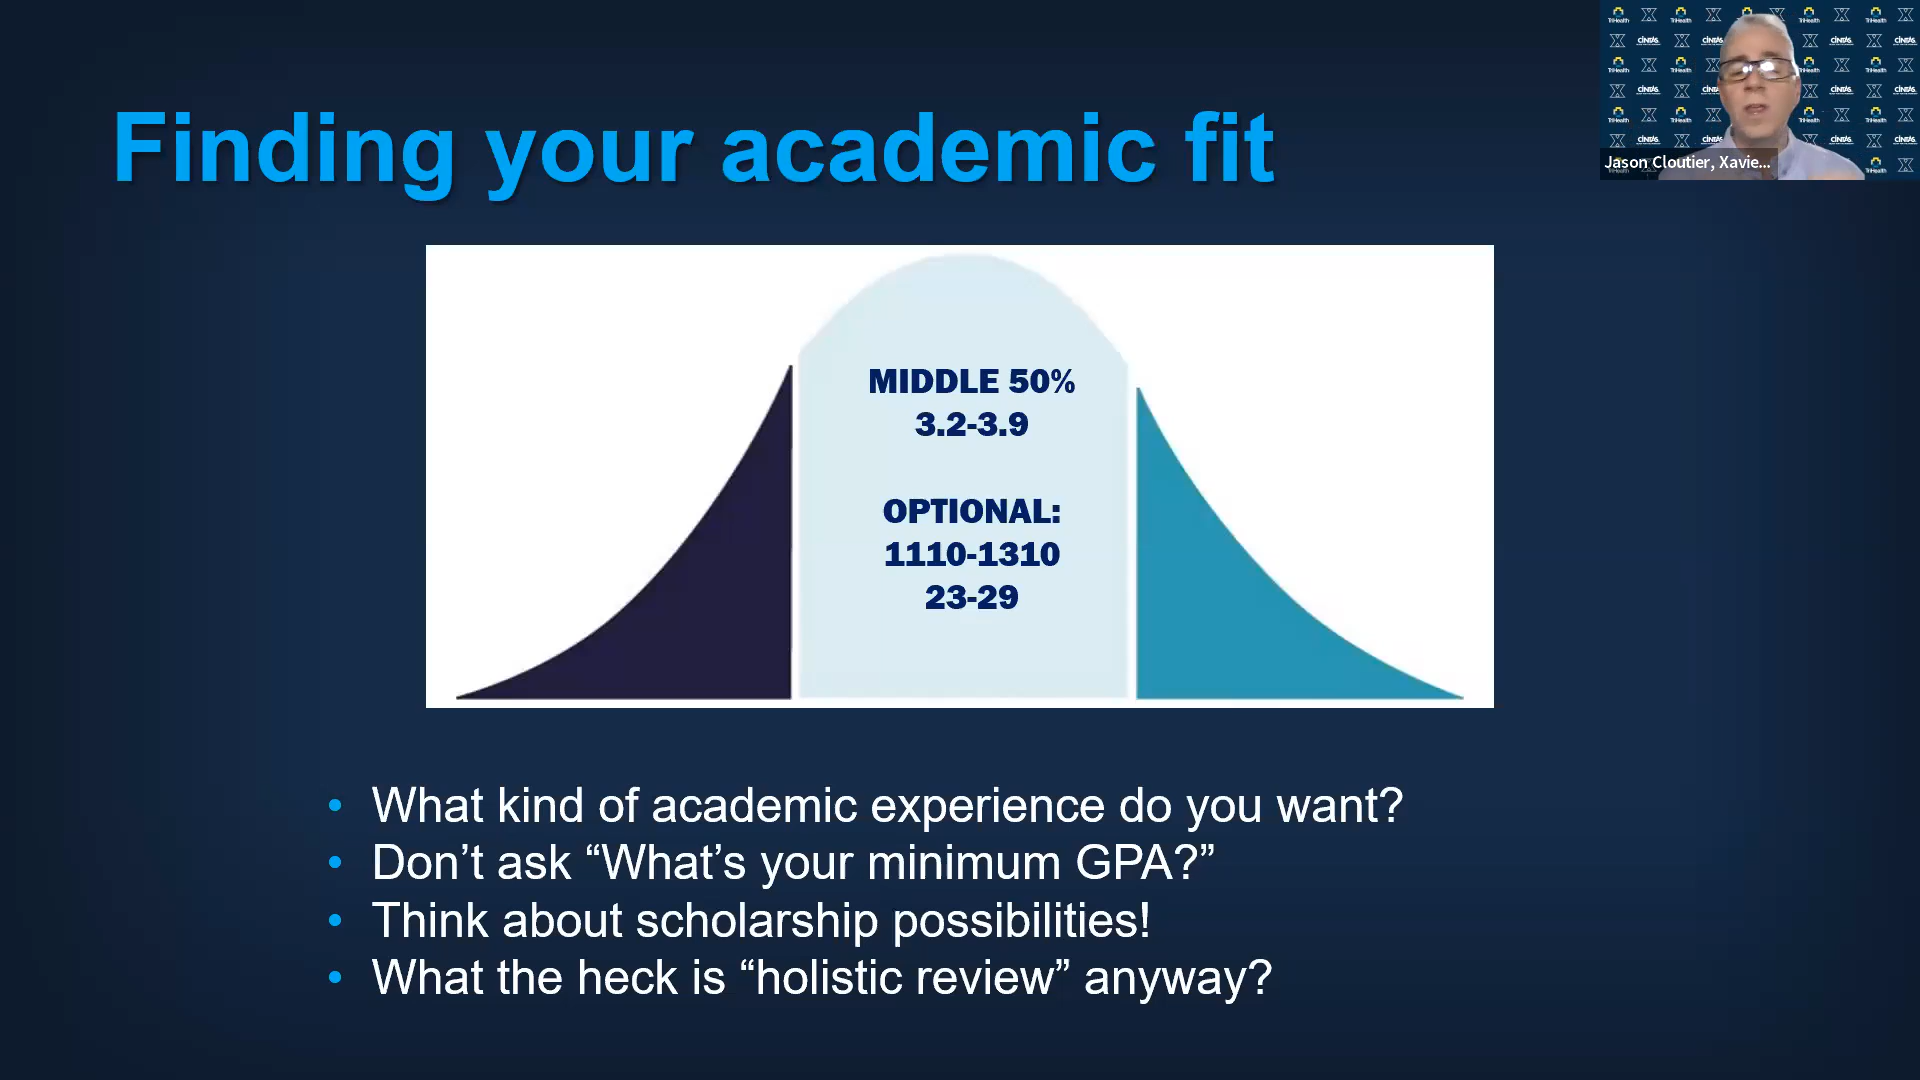 Finding your academic fit
MIDDLE 50%
3.2-3.9
OPTIONAL:
1110-1310
23-29
• What kind of academic experience do you want?
• Don’t ask “What’s your minimum GPA?”
• Think about scholarship possibilities!
• What the heck is “holistic review” anyway?
Jason Cloutier, Xavie...
TriHealth
CINTAS